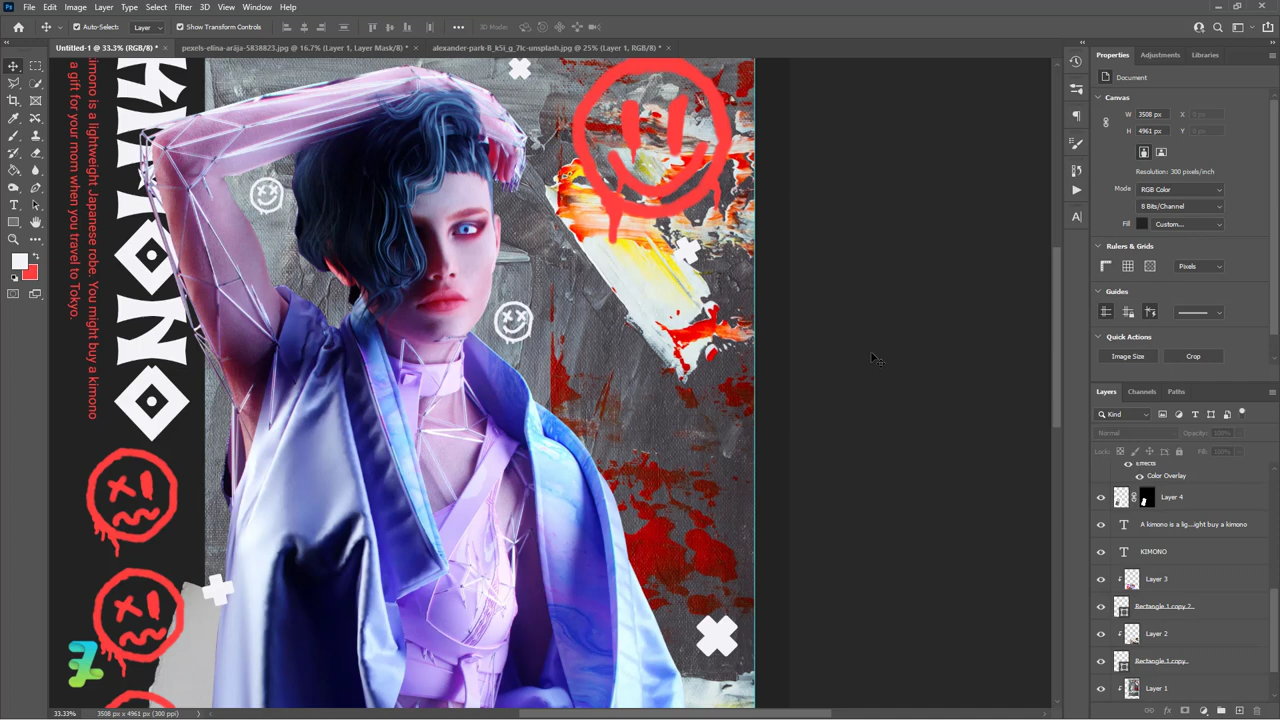 Ps File Edit Image Layer Type Select Filter 3D View Window Help
Auto-Select: Layer Show Transform Controls 3D Mode:
Untitled-1 @ 33.3% (RGB/8) * pexels-elina-arāja-5838823.jpg @ 16.7% (Layer 1, Layer Mask/8) * alexander-park-B_k5i_g_7Ic-unsplash.jpg @ 25% (Layer 1, RGB/8) *
KIMONO
kimono is a lightweight Japanese robe. You might buy a kimono
a gift for your mom when you travel to Tokyo.
Properties Adjustments Libraries
Document
Canvas
W 3508 px X
H 4961 px Y
Resolution: 300 pixels/inch
Mode RGB Color
8 Bits/Channel
Fill Custom...
Rulers & Grids
Pixels
Guides
Quick Actions
Image Size Crop
Layers Channels Paths
Kind
Normal Opacity: 100%
Locks: Fill: 100%
Effects
Color Overlay
Layer 4
A kimono is a lig...ight buy a kimono
KIMONO
Layer 3
Rectangle 1 copy 2
Layer 2
Rectangle 1 copy
Layer 1
33.33% 3508 px x 4961 px (300 ppi)